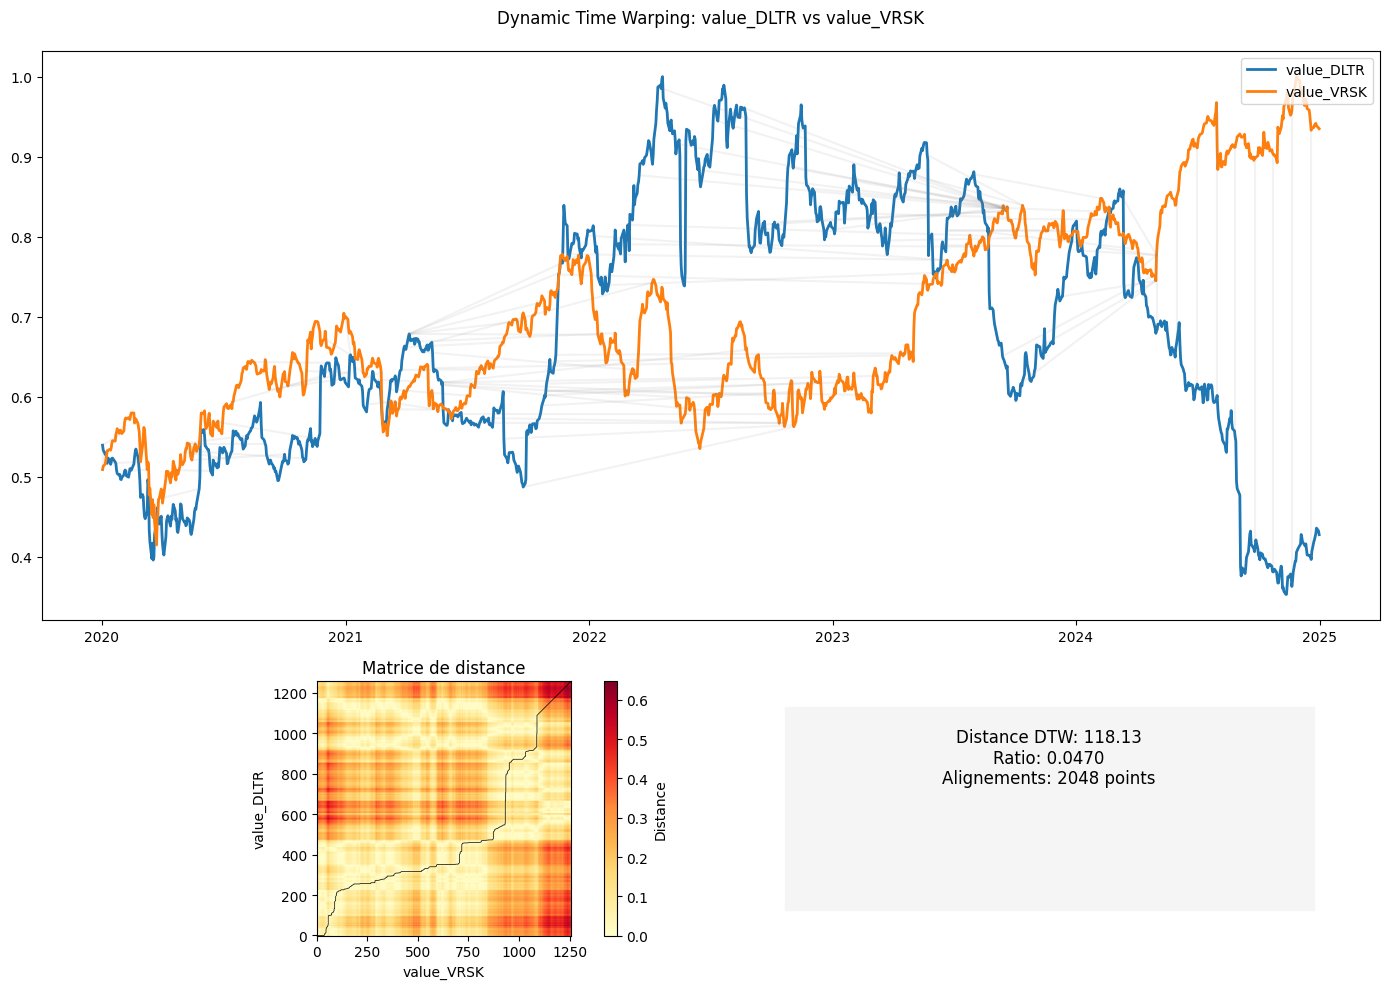 Dynamic Time Warping: value_DLTR vs value_VRSK
value_DLTR
value_VRSK
1.0
0.9
0.8
0.7
0.6
0.5
0.4
2020 2021 2022 2023 2024 2025
Matrice de distance
1200
1000
800
600
400
200
0
value_DLTR
0 250 500 750 1000 1250
value_VRSK
0.6
0.5
0.4
0.3
0.2
0.1
0.0
Distance
Distance DTW: 118.13
Ratio: 0.0470
Alignements: 2048 points